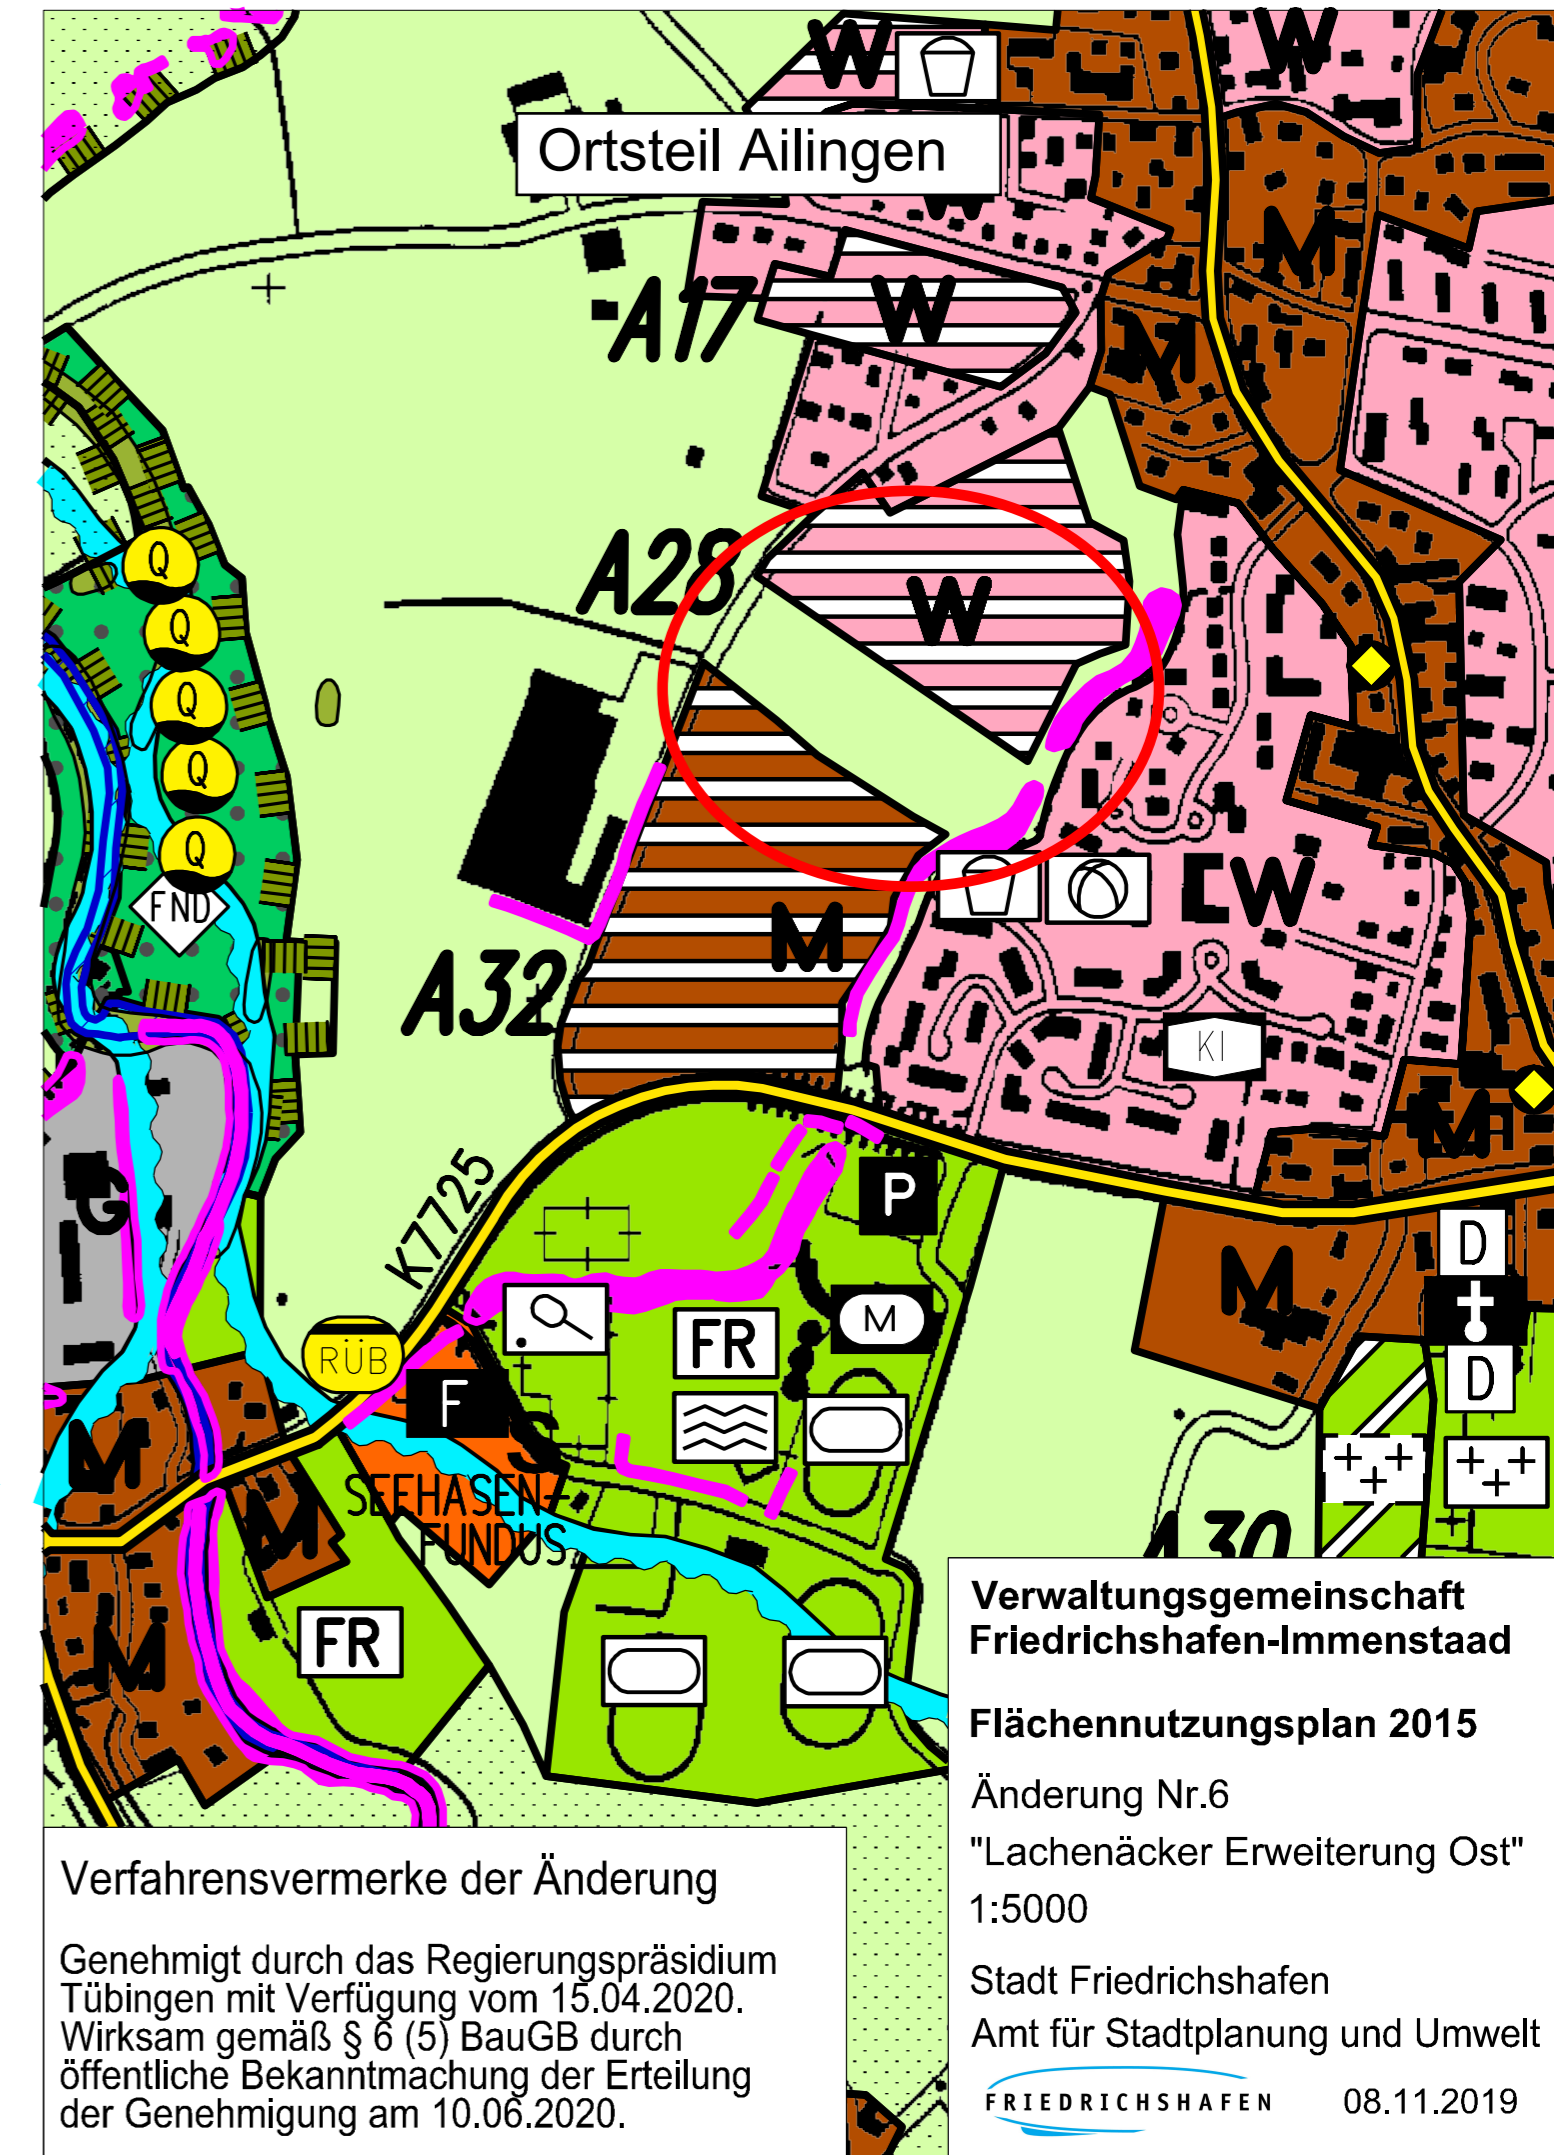 W
W
Ortsteil Ailingen
W
M
A17
W
M
A28
W
Q
Q
Q
Q
Q
FND
M
W
A32
KI
M
G
P
K7725
D
M
M
FR
RÜB
F
D
S
M
SEEHASEN-
FUNDUS
M
A30
FR
M
Verwaltungsgemeinschaft
Friedrichshafen-Immenstaad
Flächennutzungsplan 2015
Änderung Nr.6
"Lachenäcker Erweiterung Ost"
1:5000
Stadt Friedrichshafen
Amt für Stadtplanung und Umwelt
FRIEDRICHSHAFEN 08.11.2019
Verfahrensvermerke der Änderung
Genehmigt durch das Regierungspräsidium
Tübingen mit Verfügung vom 15.04.2020.
Wirksam gemäß § 6 (5) BauGB durch
öffentliche Bekanntmachung der Erteilung
der Genehmigung am 10.06.2020.